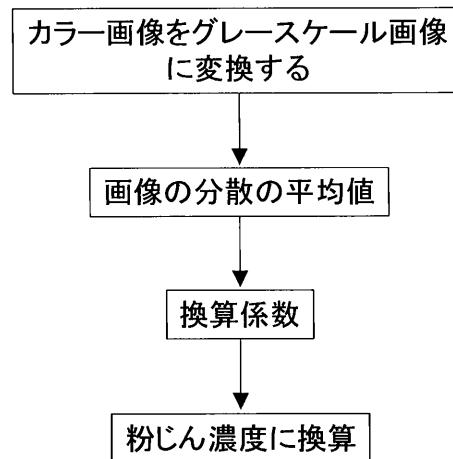 カラー画像をグレースケール画像
に変換する
画像の分散の平均値
換算係数
粉じん濃度に換算